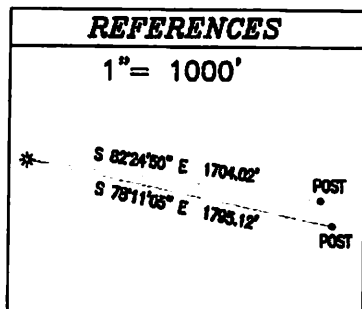 REFERENCES
1"= 1000'
S 82°24'50" E 1704.02'
POST
S 78°11'05" E 1795.12'
POST